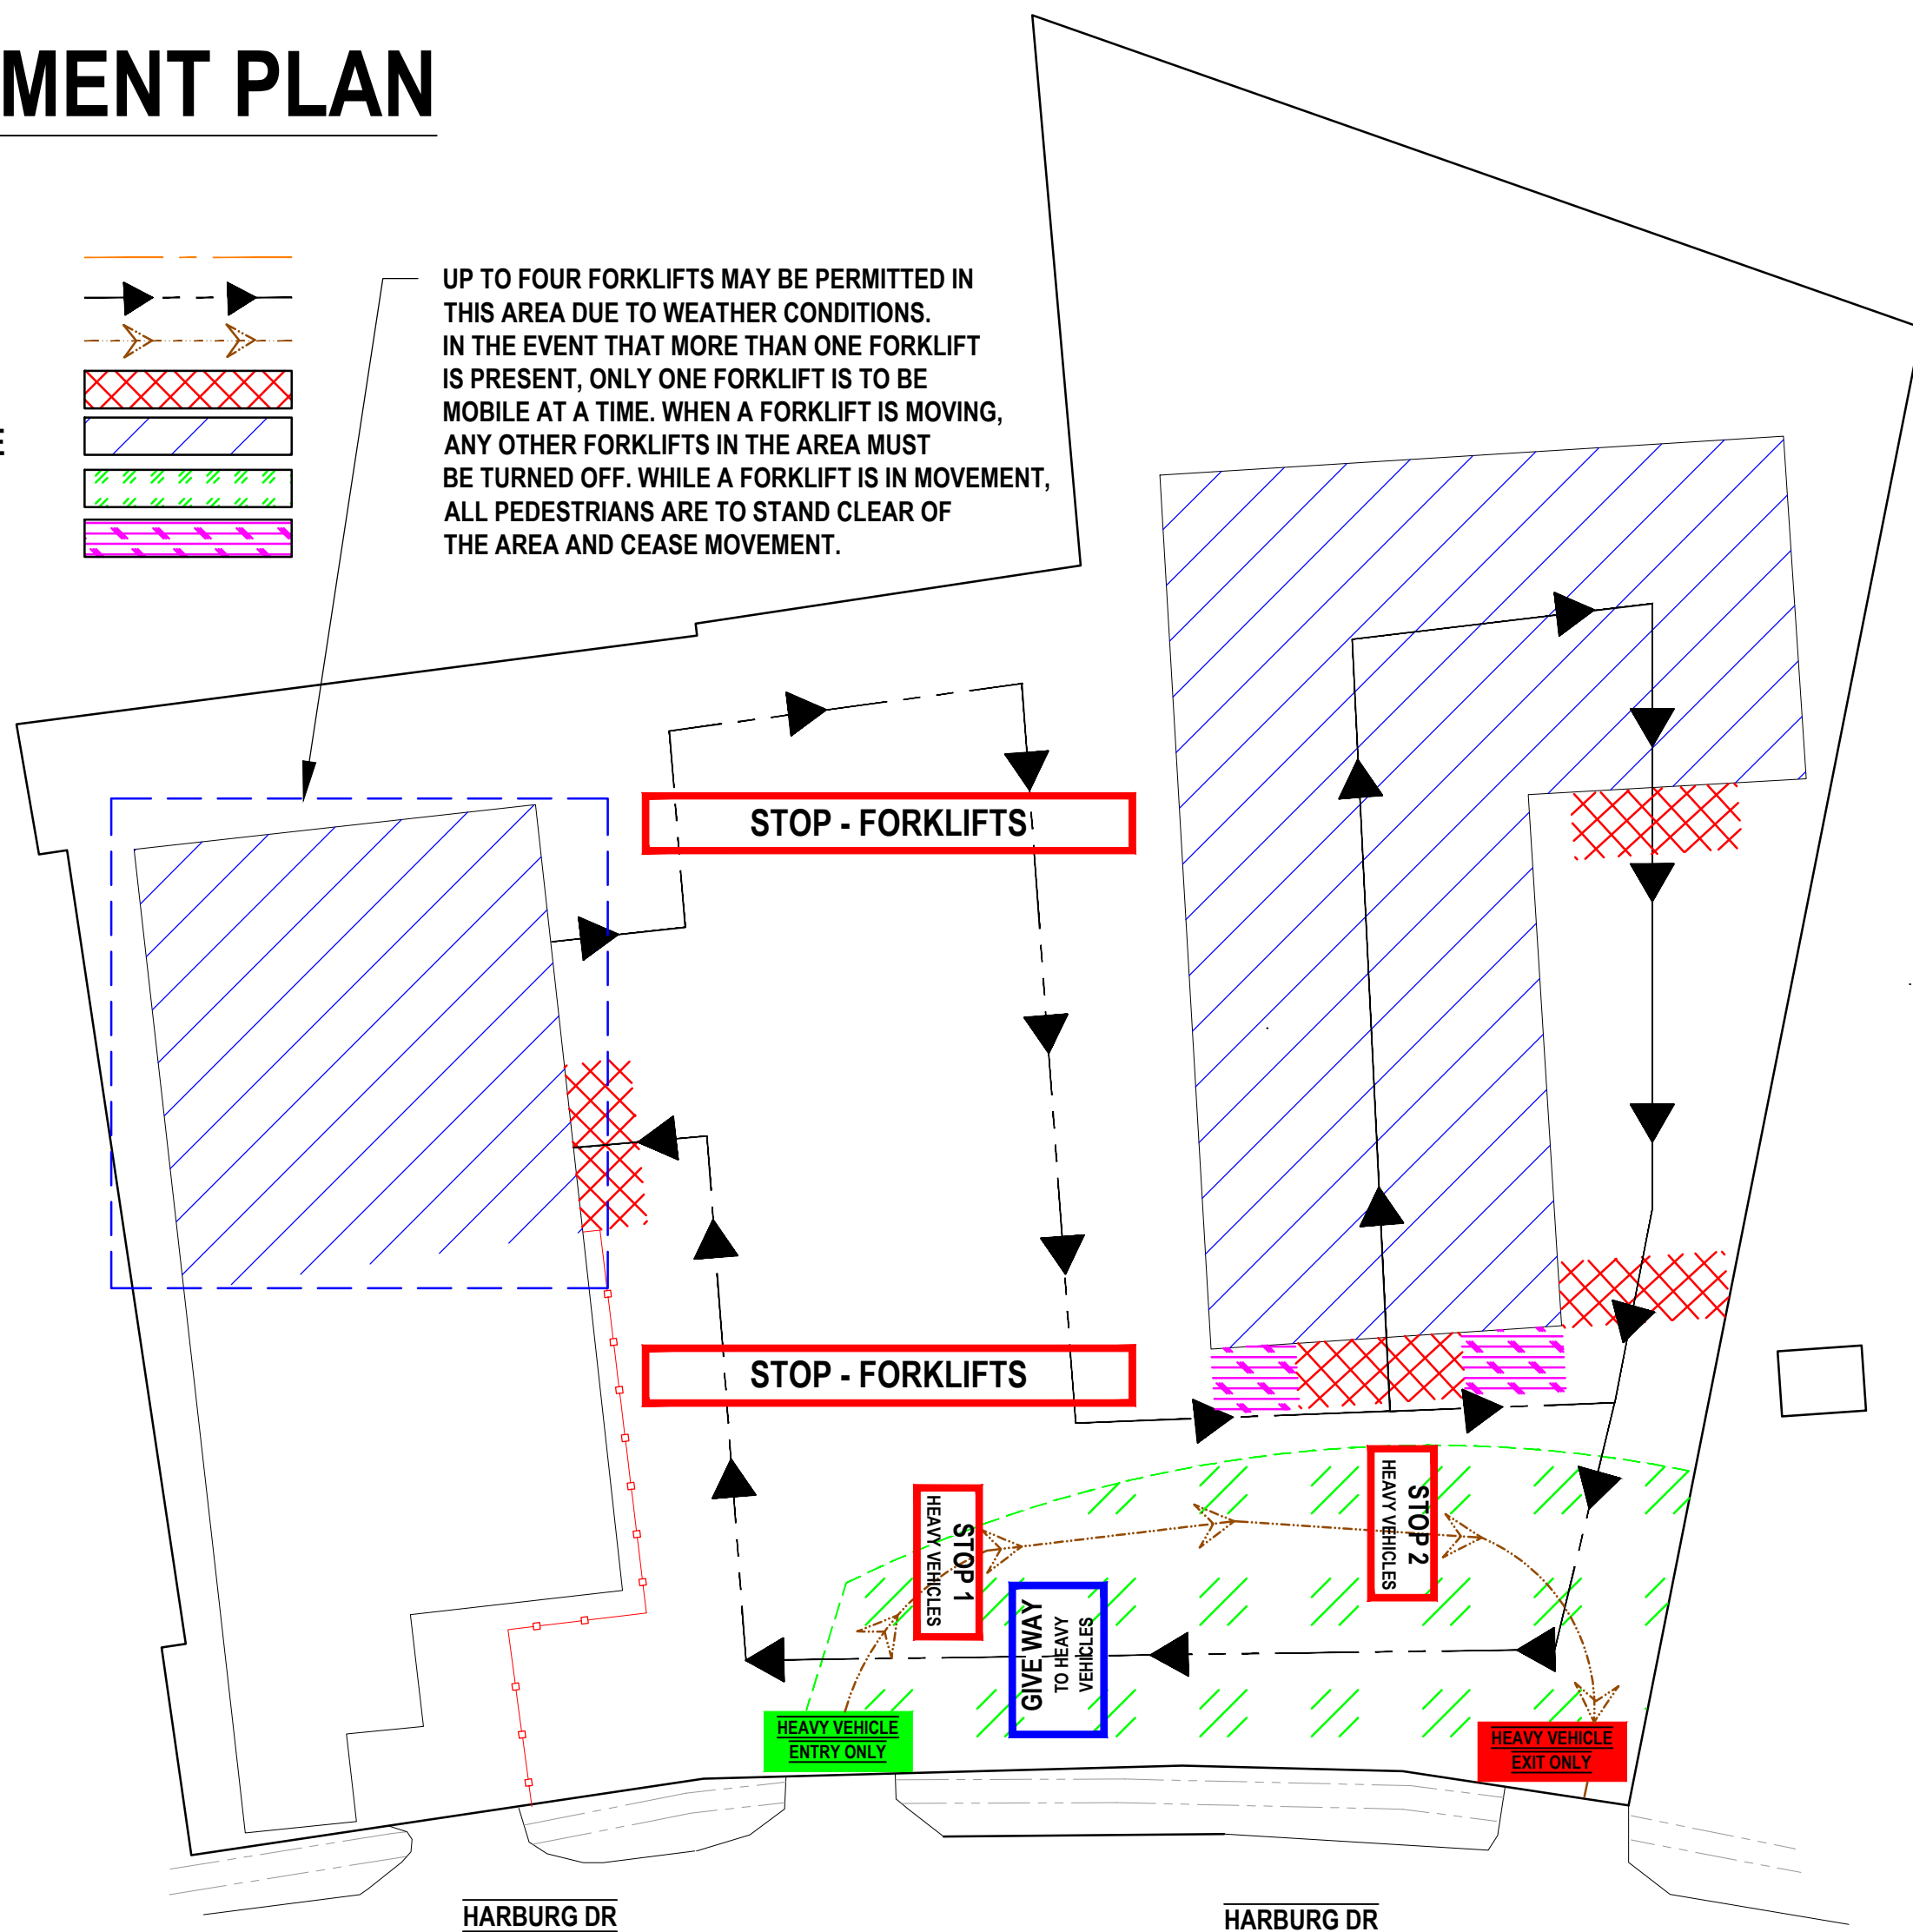 MENT PLAN
UP TO FOUR FORKLIFTS MAY BE PERMITTED IN
THIS AREA DUE TO WEATHER CONDITIONS.
IN THE EVENT THAT MORE THAN ONE FORKLIFT
IS PRESENT, ONLY ONE FORKLIFT IS TO BE
MOBILE AT A TIME. WHEN A FORKLIFT IS MOVING,
ANY OTHER FORKLIFTS IN THE AREA MUST
BE TURNED OFF. WHILE A FORKLIFT IS IN MOVEMENT,
ALL PEDESTRIANS ARE TO STAND CLEAR OF
THE AREA AND CEASE MOVEMENT.
E
STOP - FORKLIFTS
STOP - FORKLIFTS
STOP 1
HEAVY VEHICLES
STOP 2
HEAVY VEHICLES
GIVE WAY
TO HEAVY
VEHICLES
HEAVY VEHICLE
ENTRY ONLY
HEAVY VEHICLE
EXIT ONLY
HARBURG DR
HARBURG DR